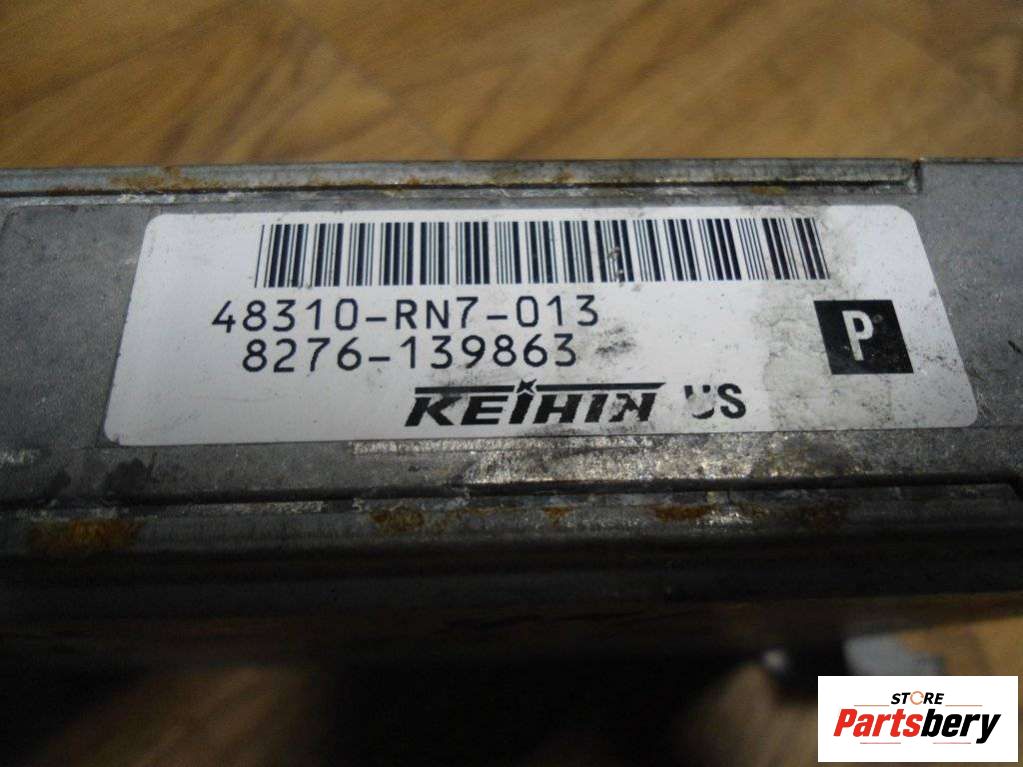 48310-RN7-013
8276-139863
P
KEIHIN US
STORE
Partsbery